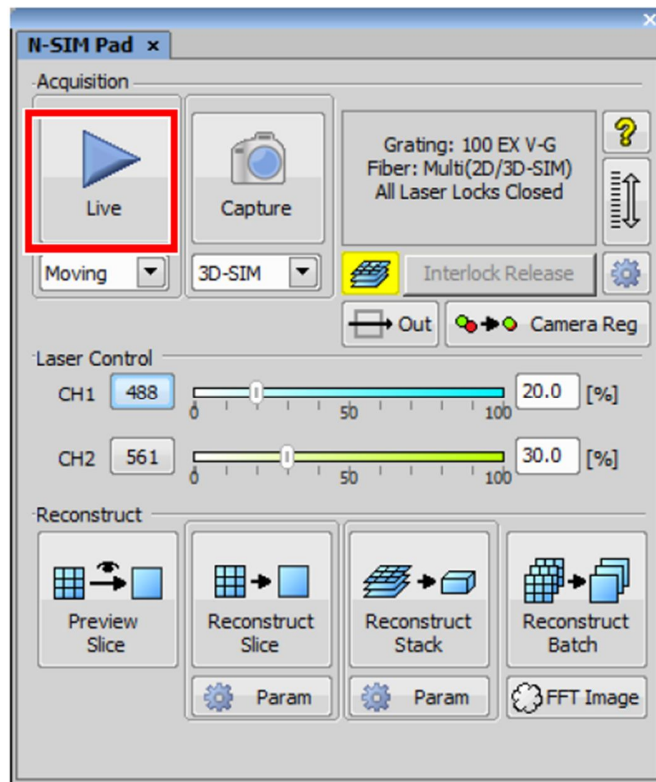 N-SIM Pad
Acquisition
Live
Capture
Grating: 100 EX V-G
Fiber: Multi(2D/3D-SIM)
All Laser Locks Closed
Moving
3D-SIM
Interlock Release
Out
Camera Reg
Laser Control
CH1 488 20.0 [%]
0 50 100
CH2 561 30.0 [%]
0 50 100
Reconstruct
Preview
Slice
Reconstruct
Slice
Reconstruct
Stack
Reconstruct
Batch
Param
Param
FFT Image